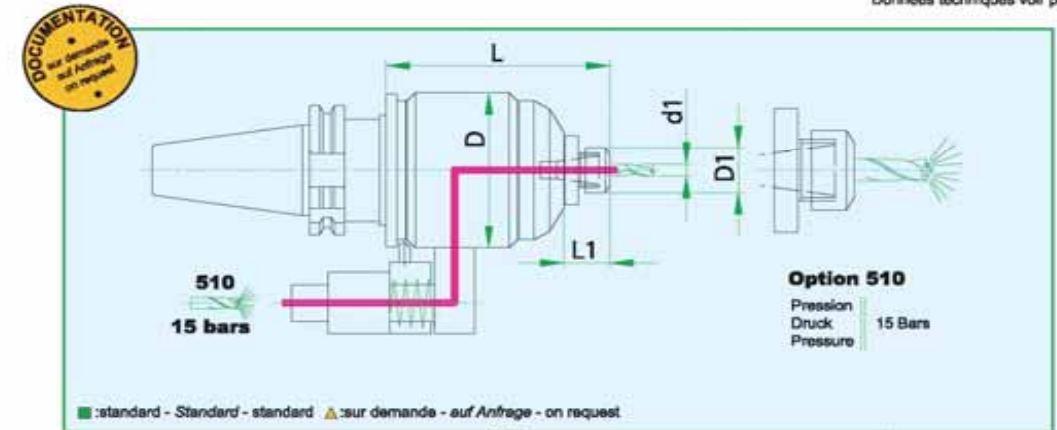 Données techniques voir p
DOCUMENTATION
sur demande
auf Anfrage
on request
L
D
d1
D1
L1
510
15 bars
Option 510
Pression
Druck 15 Bars
Pressure
:standard - Standard - standard :sur demande - auf Anfrage - on request